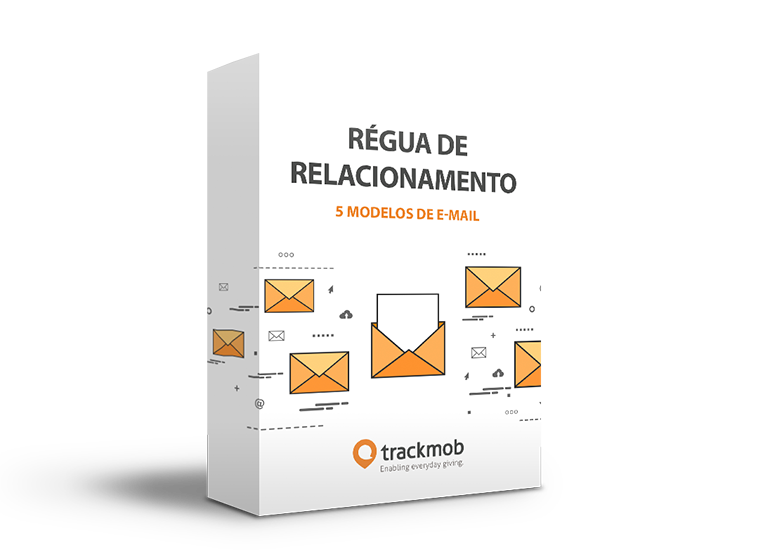 RÉGUA DE
RELACIONAMENTO
5 MODELOS DE E-MAIL
@
trackmob
Enabling everyday giving.